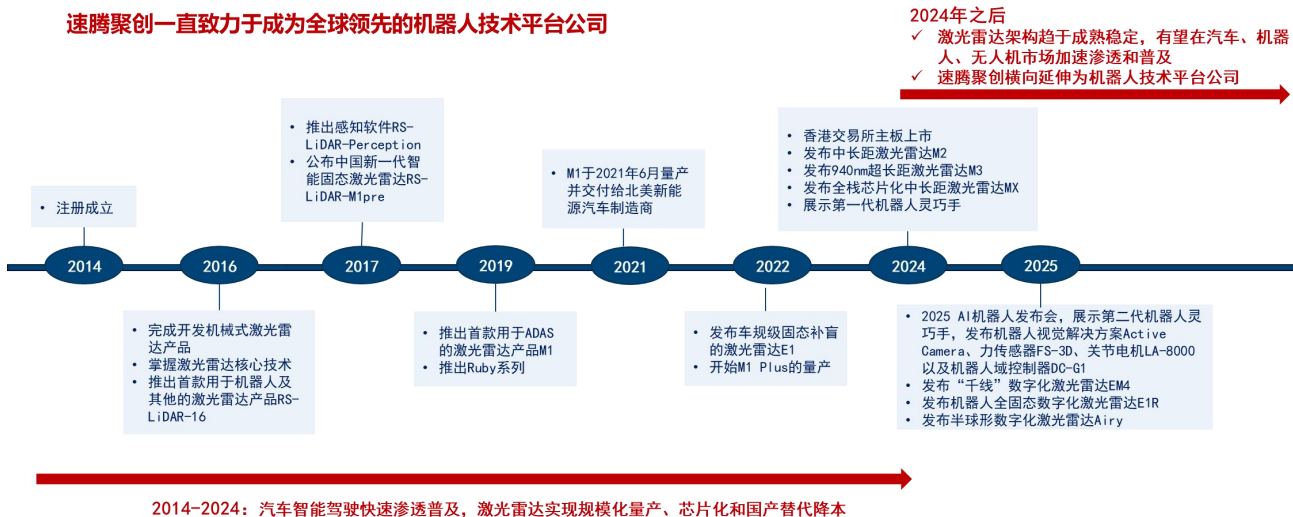 速腾聚创一直致力于成为全球领先的机器人技术平台公司
2024年之后
✓ 激光雷达架构趋于成熟稳定，有望在汽车、机器
人、无人机市场加速渗透和普及
✓ 速腾聚创横向延伸为机器人技术平台公司
• 注册成立
• 推出感知软件RS-
LiDAR-Perception
• 公布中国新一代智
能固态激光雷达RS-
LiDAR-M1pre
• M1于2021年6月量产
并交付给北美新能
源汽车制造商
• 香港交易所主板上市
• 发布中长距激光雷达M2
• 发布940nm超长距激光雷达M3
• 发布全栈芯片化中长距激光雷达MX
• 展示第一代机器人灵巧手
2014
2016
2017
2019
2021
2022
2024
2025
• 完成开发机械式激光雷
达产品
• 掌握激光雷达核心技术
• 推出首款用于机器人及
其他的激光雷达产品RS-
LiDAR-16
• 推出首款用于ADAS
的激光雷达产品M1
• 推出Ruby系列
• 发布车规级固态补盲
的激光雷达E1
• 开始M1 Plus的量产
• 2025 AI机器人发布会，展示第二代机器人灵
巧手，发布机器人视觉解决方案Active
Camera、力传感器FS-3D、关节电机LA-8000
以及机器人域控制器DC-G1
• 发布“千线”数字化激光雷达EM4
• 发布机器人全固态数字化激光雷达E1R
• 发布半球形数字化激光雷达Airy
2014-2024：汽车智能驾驶快速渗透普及，激光雷达实现规模化量产、芯片化和国产替代降本